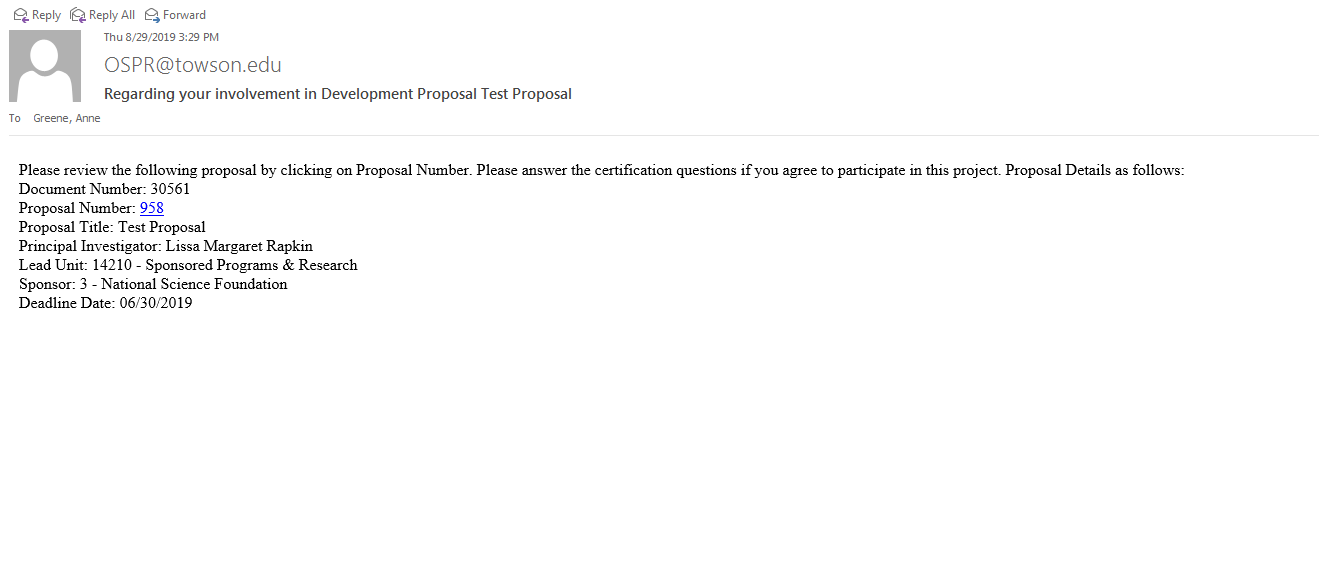 Reply Reply All Forward
Thu 8/29/2019 3:29 PM
OSPR@towson.edu
Regarding your involvement in Development Proposal Test Proposal
To Greene, Anne
Please review the following proposal by clicking on Proposal Number. Please answer the certification questions if you agree to participate in this project. Proposal Details as follows:
Document Number: 30561
Proposal Number: 958
Proposal Title: Test Proposal
Principal Investigator: Lissa Margaret Rapkin
Lead Unit: 14210 - Sponsored Programs & Research
Sponsor: 3 - National Science Foundation
Deadline Date: 06/30/2019